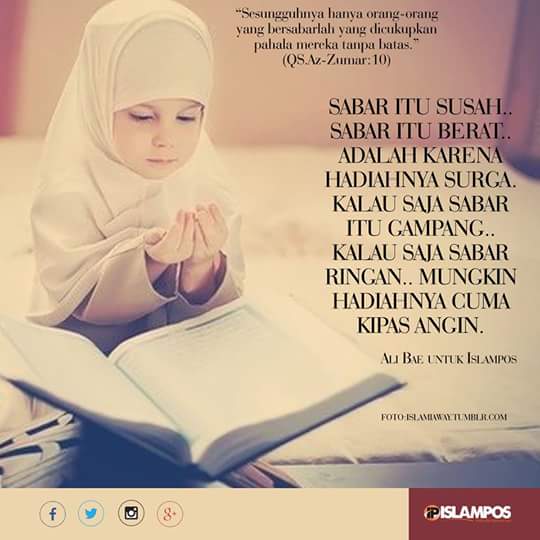 “Sesungguhnya hanya orang-orang
yang bersabarlah yang dicukupkan
pahala mereka tanpa batas.”
(QS.Az-Zumar:10)
SABAR ITU SUSAH..
SABAR ITU BERAT..
ADALAH KARENA
HADIAHNYA SURGA.
KALAU SAJA SABAR
ITU GAMPANG..
KALAU SAJA SABAR
RINGAN.. MUNGKIN
HADIAHNYA CUMA
KIPAS ANGIN.
ALI BAE UNTUK ISLAMPOS
FOTO:ISLAMIAWAY.TUMBLR.COM
f g+
ISLAMPOS